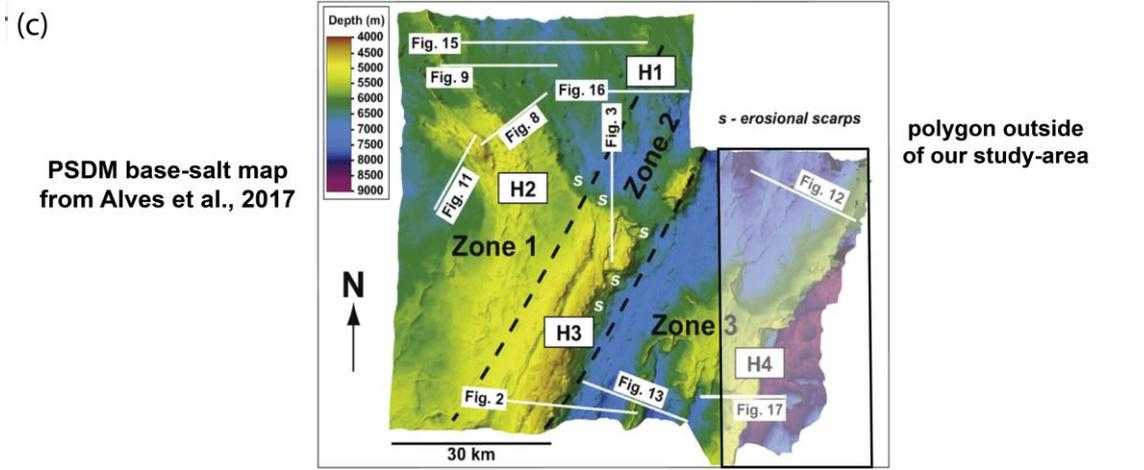 (c)
Depth (m)
4000
4500
5000
5500
6000
6500
7000
7500
8000
8500
9000
Fig. 15
Fig. 9
H1
Fig. 16
Fig. 3
Fig. 8
Zone 2
s - erosional scarps
polygon outside
of our study-area
PSDM base-salt map
from Alves et al., 2017
Fig. 11
H2
s
s
Fig. 12
Zone 1
s
N
s
s
H3
Zone 3
H4
Fig. 2
Fig. 13
Fig. 17
30 km